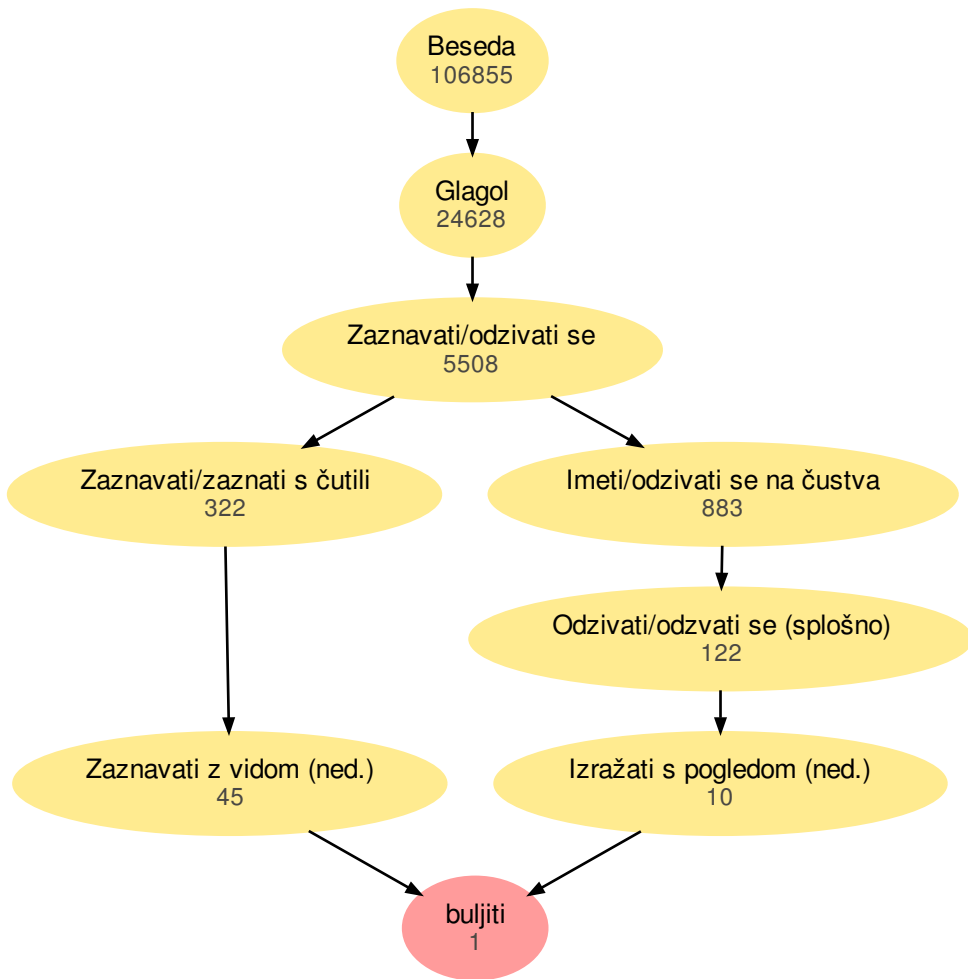 Beseda
106855
Glagol
24628
Zaznavati/odzivati se
5508
Zaznavati/zaznati s čutili
322
Imeti/odzivati se na čustva
883
Odzivati/odzvati se (splošno)
122
Zaznavati z vidom (ned.)
45
Izražati s pogledom (ned.)
10
buljiti
1